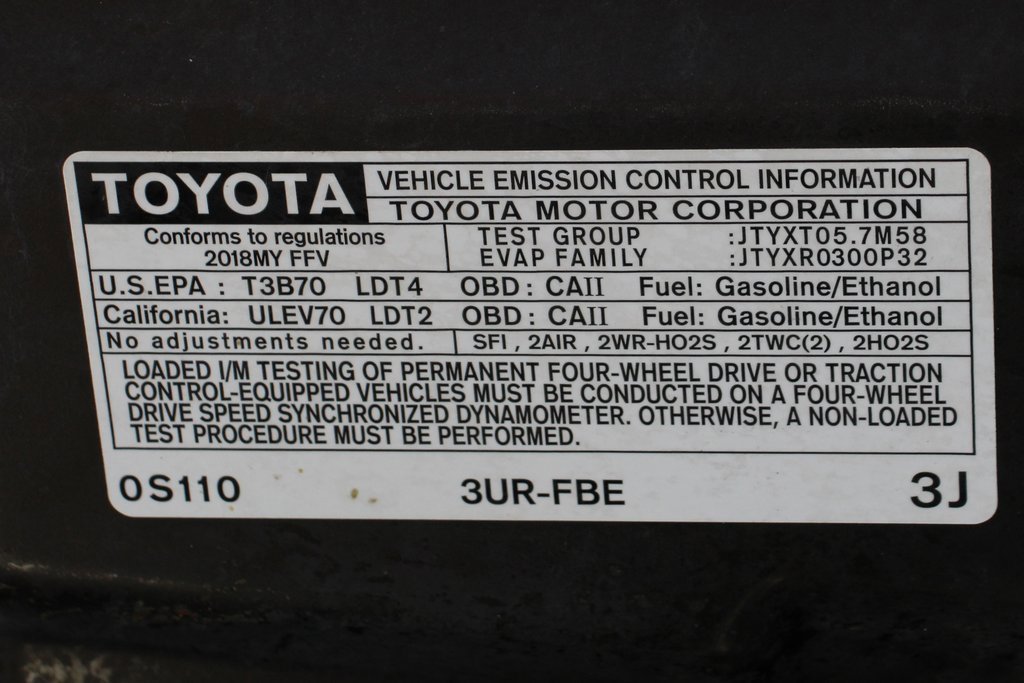 TOYOTA
VEHICLE EMISSION CONTROL INFORMATION
TOYOTA MOTOR CORPORATION
Conforms to regulations
2018MY FFV
TEST GROUP :JTYXT05.7M58
EVAP FAMILY :JTYXR0300P32
U.S.EPA : T3B70 LDT4 OBD : CAII Fuel: Gasoline/Ethanol
California: ULEV70 LDT2 OBD : CAII Fuel: Gasoline/Ethanol
No adjustments needed. SFI , 2AIR , 2WR-HO2S , 2TWC(2) , 2HO2S
LOADED I/M TESTING OF PERMANENT FOUR-WHEEL DRIVE OR TRACTION
CONTROL-EQUIPPED VEHICLES MUST BE CONDUCTED ON A FOUR-WHEEL
DRIVE SPEED SYNCHRONIZED DYNAMOMETER. OTHERWISE, A NON-LOADED
TEST PROCEDURE MUST BE PERFORMED.
0S110 3UR-FBE 3J